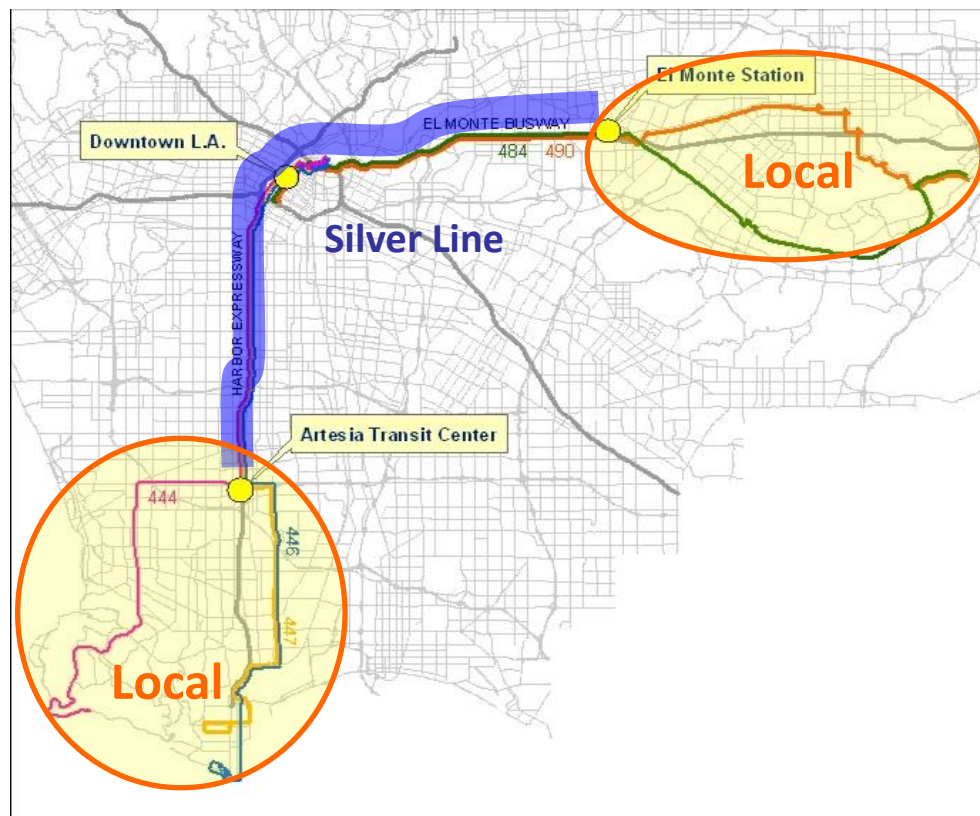 El Monte Station
EL MONTE BUSWAY
Downtown L.A.
484 490
Local
Silver Line
HARBOR EXPRESSWAY
Artesia Transit Center
444
446
447
Local